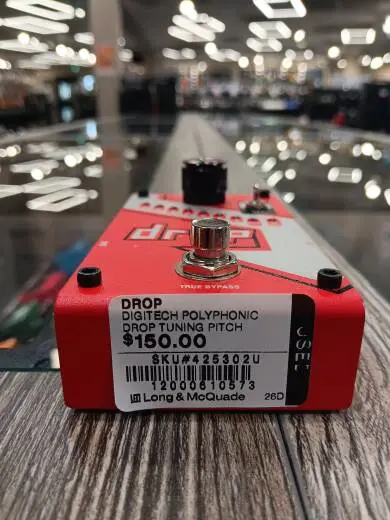 drop
TRUE BYPASS
DROP
DIGITECH POLYPHONIC
DROP TUNING PITCH
$150.00
USED
SKU#425302U
12000610573
Long & McQuade 26D